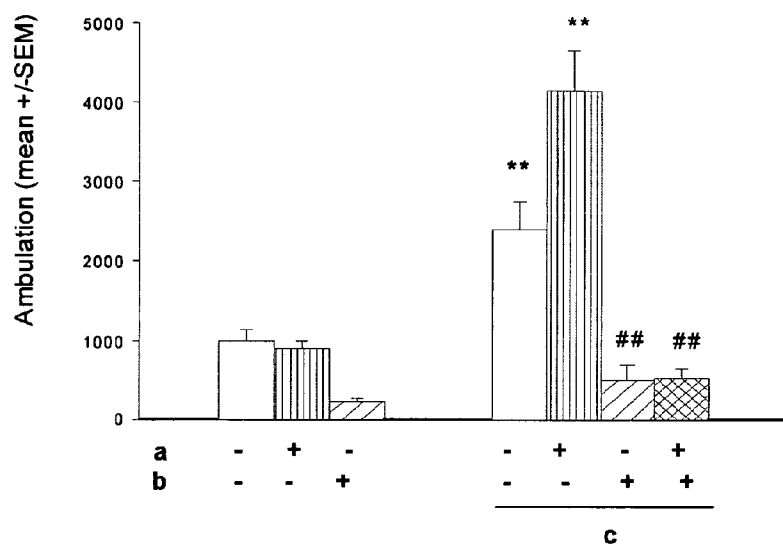 Ambulation (mean +/-SEM)
5000
4000
3000
2000
1000
0
**
**
##
##
a - + - - + - +
b - - + - - + +
c